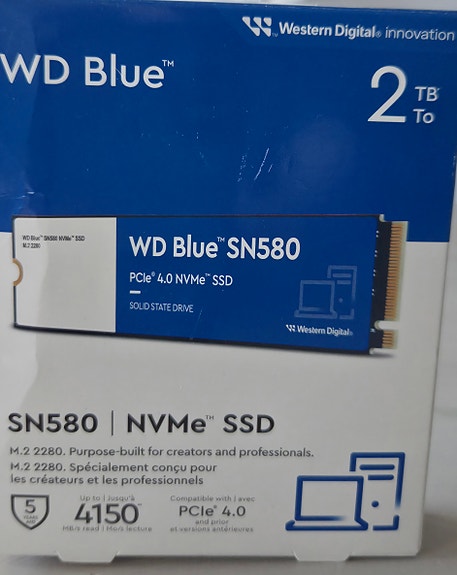 Western Digital® innovation
WD Blue™
2 TB
To
WD Blue™ SN580 NVMe™ SSD
M.2 2280
WD Blue™ SN580
PCIe® 4.0 NVMe™ SSD
SOLID STATE DRIVE
Western Digital®
SN580 | NVMe™ SSD
M.2 2280. Purpose-built for creators and professionals.
M.2 2280. Spécialement conçu pour
les créateurs et les professionnels
5
Up to | Jusqu'à
4150
MB/s read | Mo/s lecture
Compatible with | avec
PCIe® 4.0
and prior
et versions antérieures